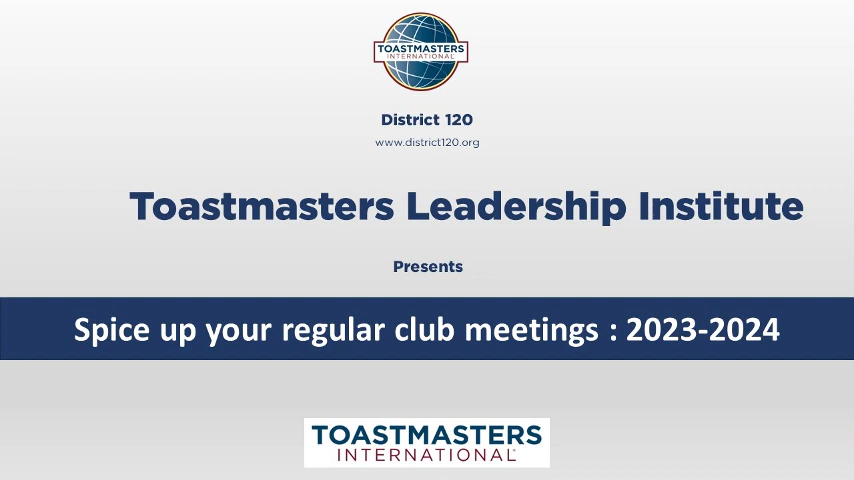 TOASTMASTERS
INTERNATIONAL
District 120
www.district120.org
Toastmasters Leadership Institute
Presents
Spice up your regular club meetings : 2023-2024
TOASTMASTERS
INTERNATIONAL